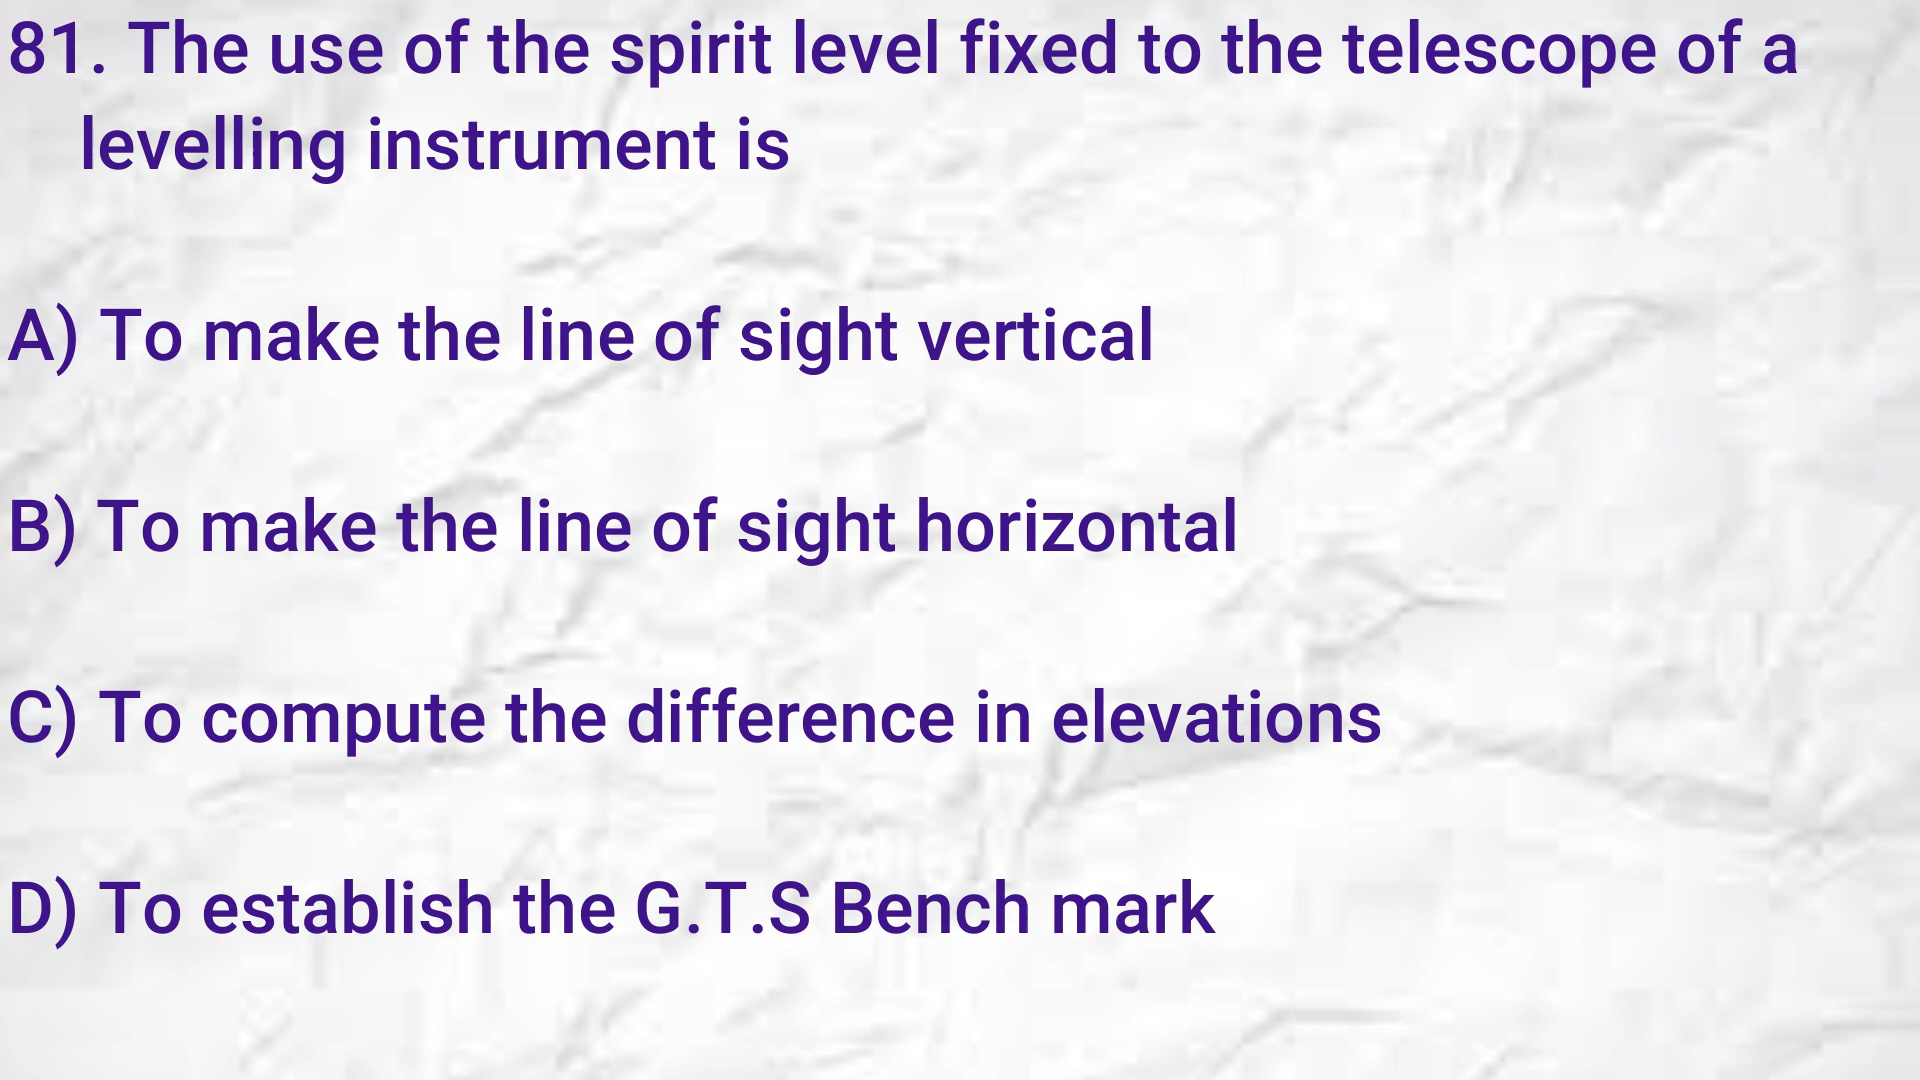 81. The use of the spirit level fixed to the telescope of a
levelling instrument is
A) To make the line of sight vertical
B) To make the line of sight horizontal
C) To compute the difference in elevations
D) To establish the G.T.S Bench mark